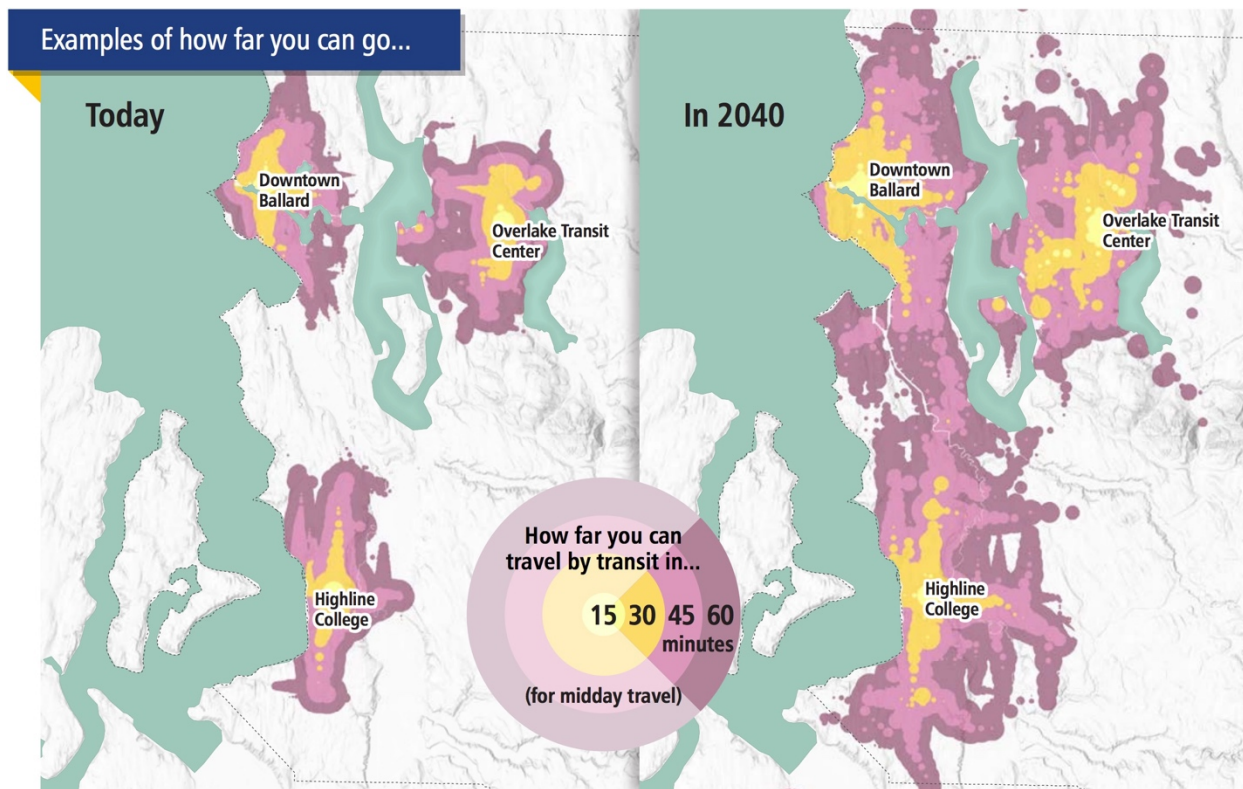 Examples of how far you can go...
Today
Downtown
Ballard
Overlake Transit
Center
Highline
College
In 2040
Downtown
Ballard
Overlake Transit
Center
Highline
College
How far you can
travel by transit in...
15 30 45 60
minutes
(for midday travel)